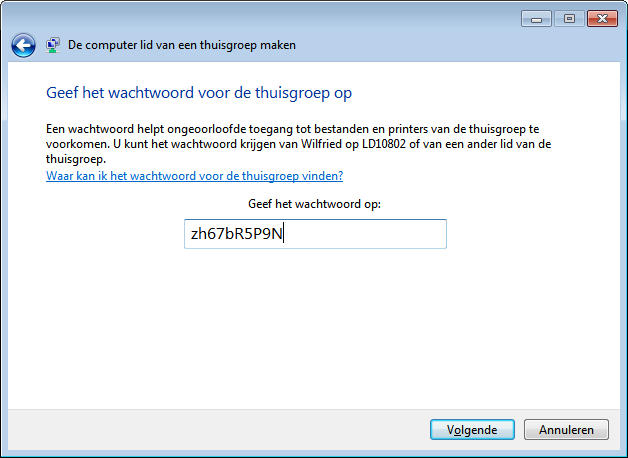 De computer lid van een thuisgroep maken
Geef het wachtwoord voor de thuisgroep op
Een wachtwoord helpt ongeoorloofde toegang tot bestanden en printers van de thuisgroep te
voorkomen. U kunt het wachtwoord krijgen van Wilfried op LD10802 of van een ander lid van de
thuisgroep.
Waar kan ik het wachtwoord voor de thuisgroep vinden?
Geef het wachtwoord op:
zh67bR5P9N
Volgende Annuleren